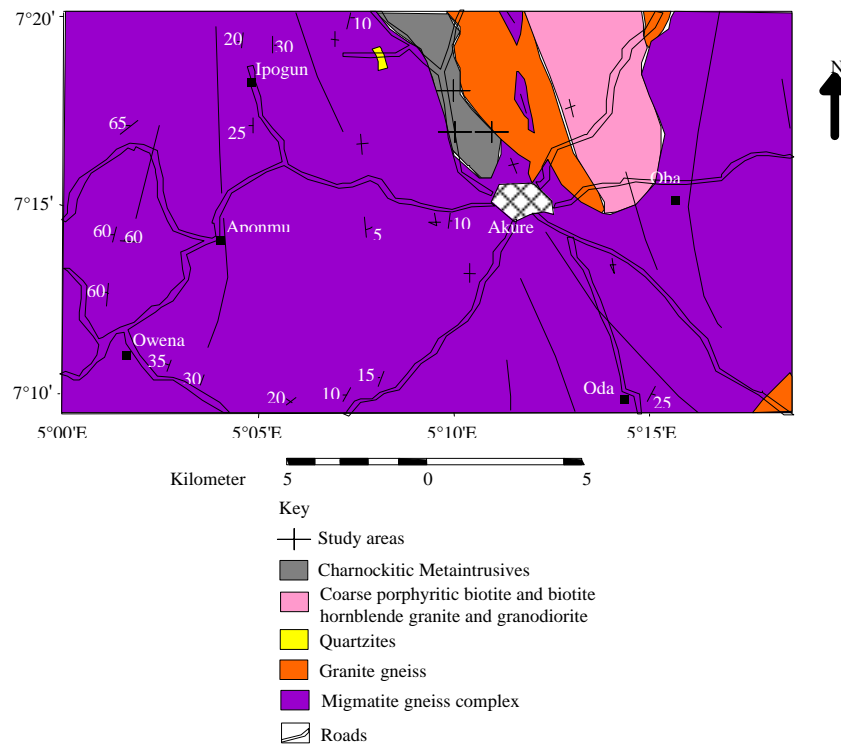 7°20'
10
20
30
N
Ipogun
65
25
Oba
7°15'
60
60
Aponmu
5
10
Akure
60
Owena
35
30
15
7°10'
20
10
Oda
25
5°00'E
5°05'E
5°10'E
5°15'E
Kilometer
5
0
5
Key
Study areas
Charnockitic Metaintrusives
Coarse porphyritic biotite and biotite
hornblende granite and granodiorite
Quartzites
Granite gneiss
Migmatite gneiss complex
Roads